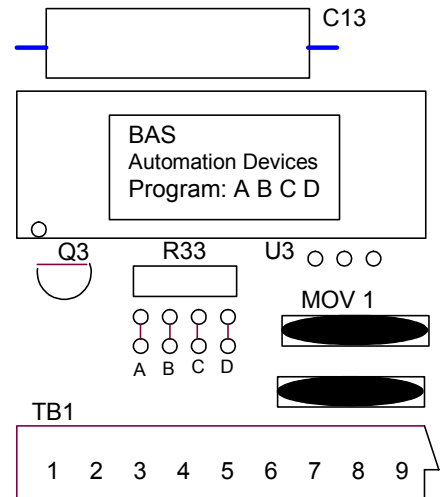 C13
BAS
Automation Devices
Program: A B C D
Q3 R33 U3
MOV 1
A B C D
TB1
1 2 3 4 5 6 7 8 9